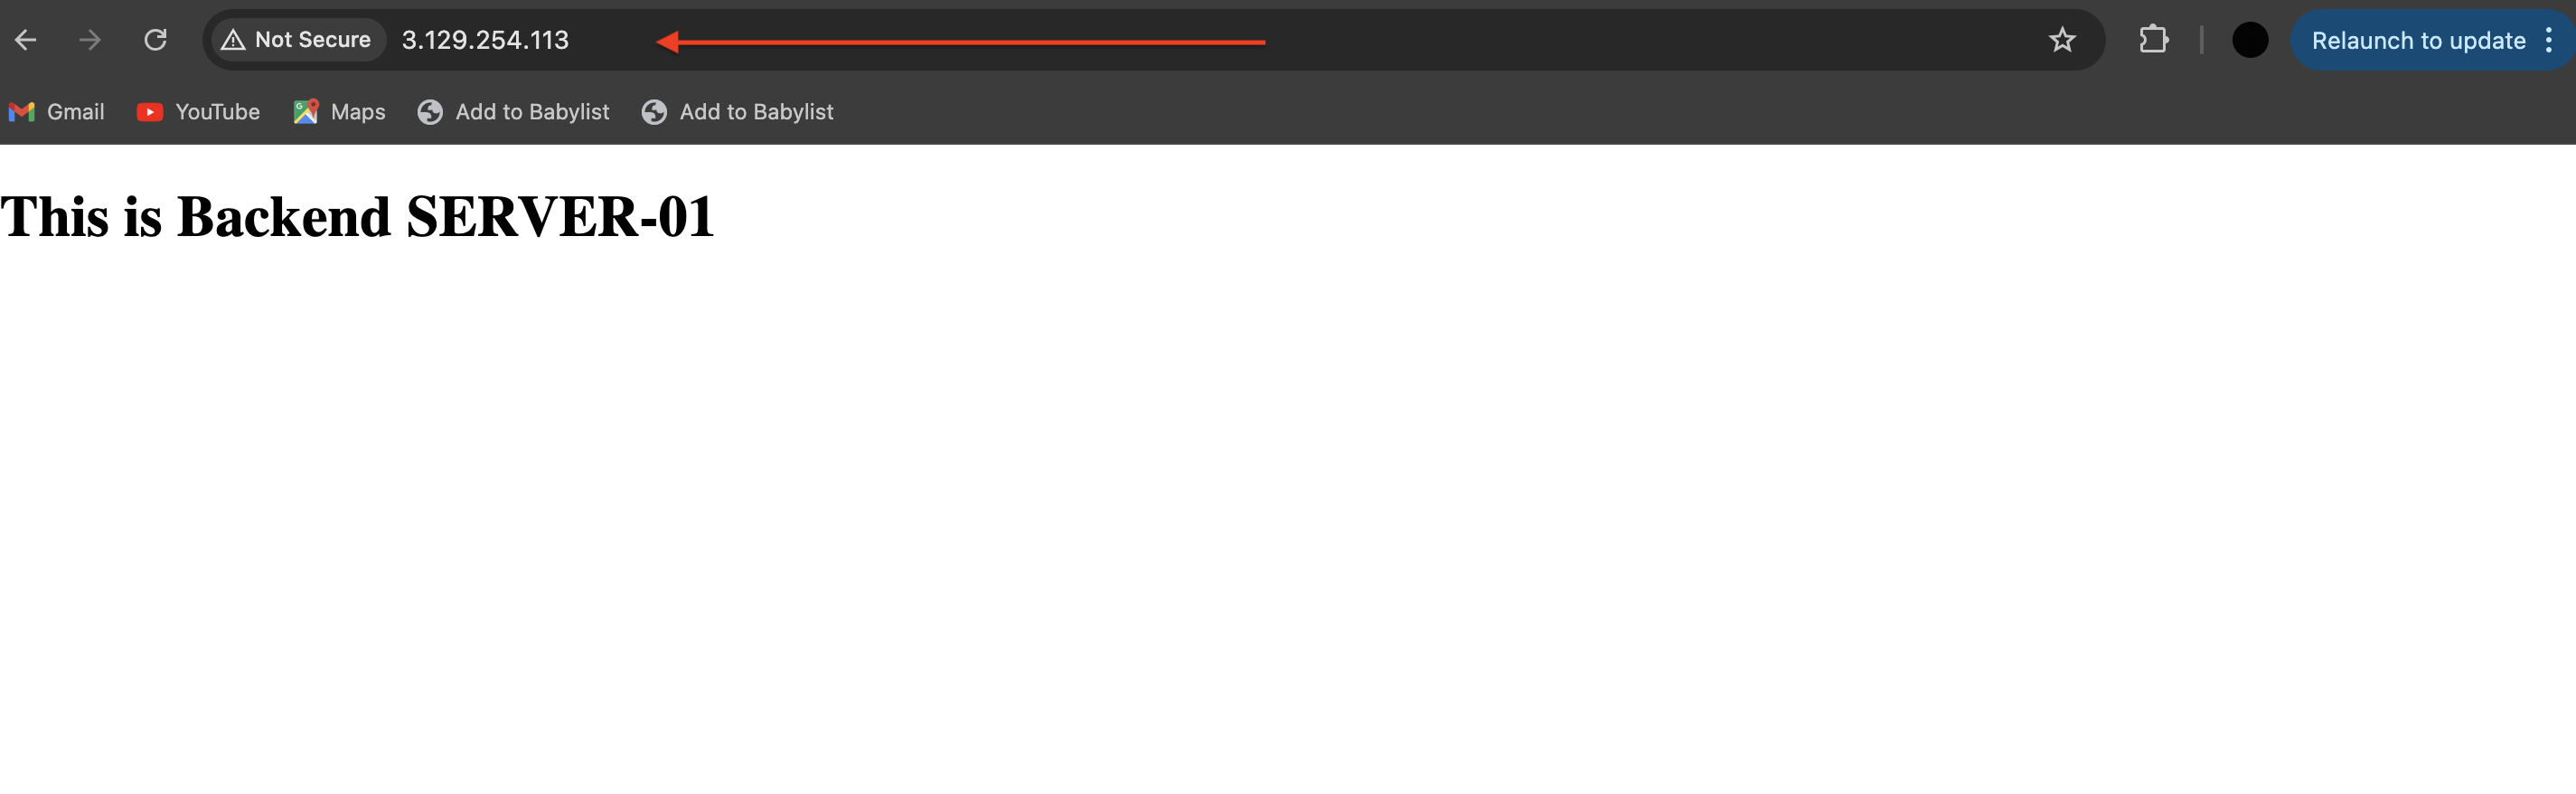 Not Secure 3.129.254.113 Relaunch to update
Gmail YouTube Maps Add to Babylist Add to Babylist
This is Backend SERVER-01